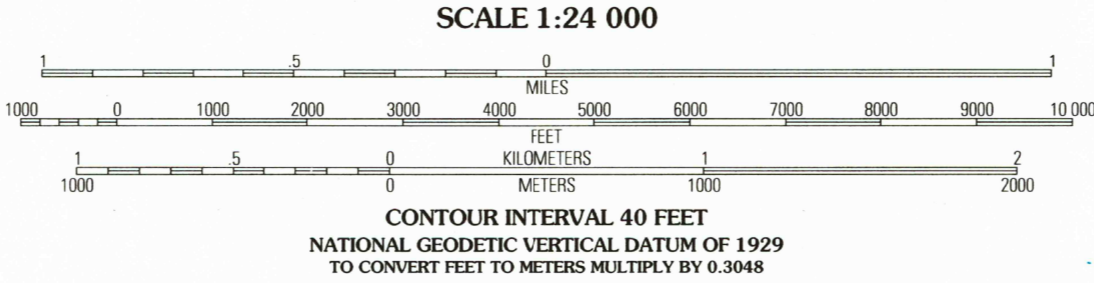 SCALE 1:24 000
1 .5 0 1
MILES
1000 0 1000 2000 3000 4000 5000 6000 7000 8000 9000 10 000
FEET
1 .5 0 KILOMETERS 1 2
1000 0 METERS 1000 2000
CONTOUR INTERVAL 40 FEET
NATIONAL GEODETIC VERTICAL DATUM OF 1929
TO CONVERT FEET TO METERS MULTIPLY BY 0.3048